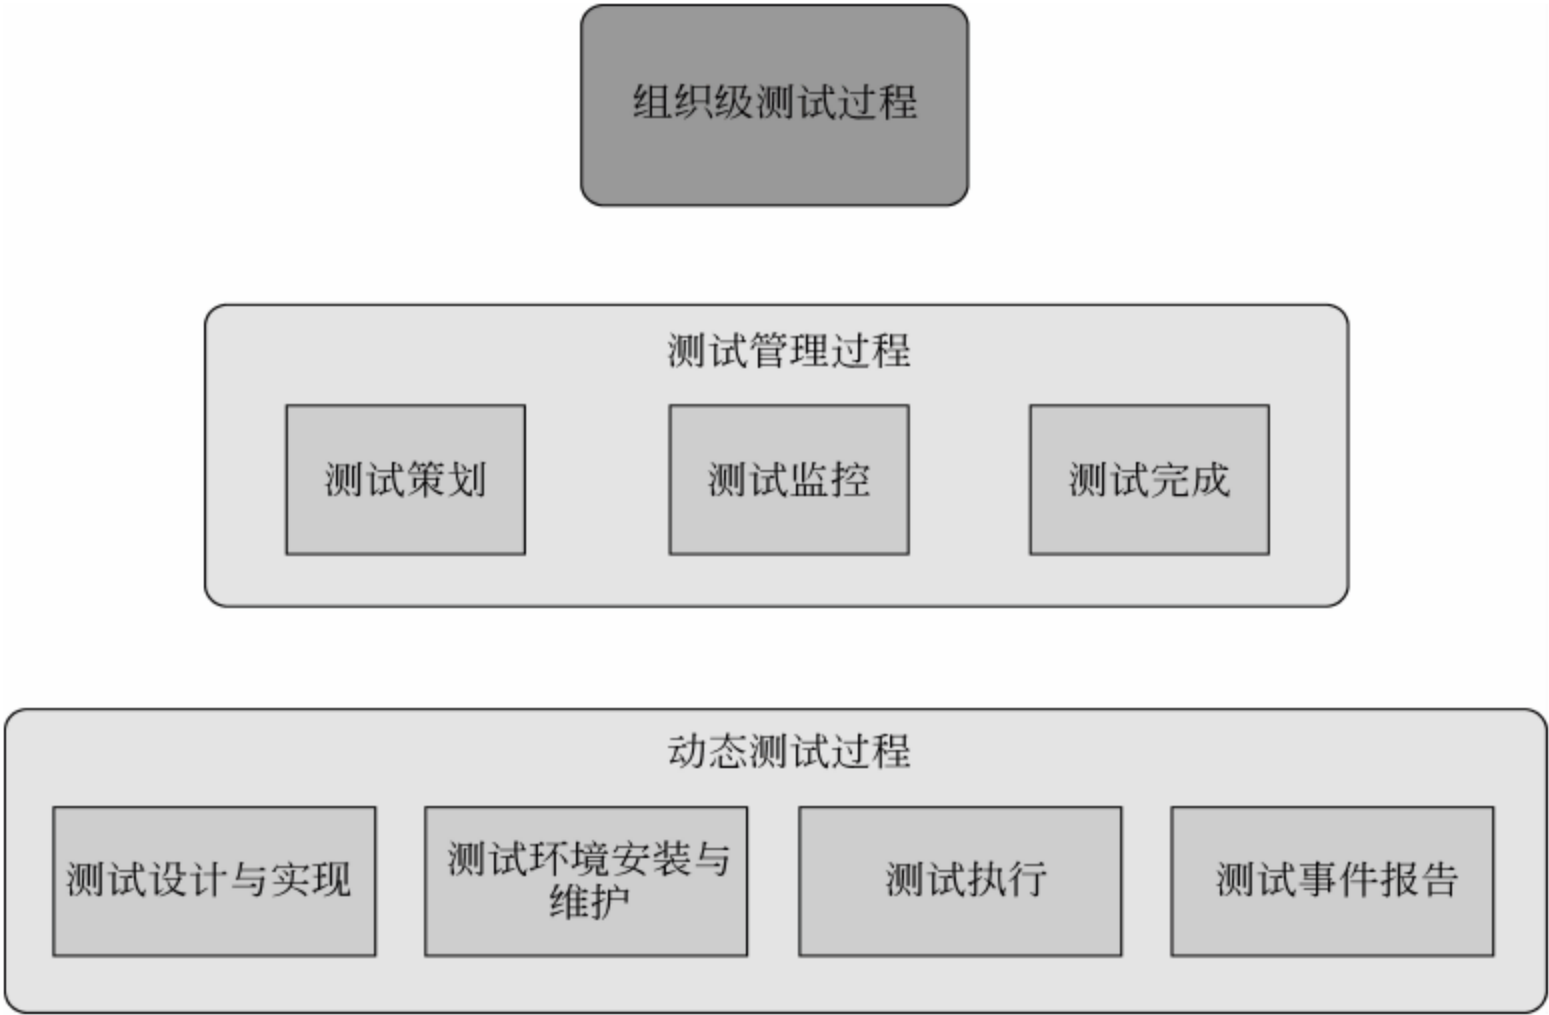 组织级测试过程
测试管理过程
测试策划
测试监控
测试完成
动态测试过程
测试设计与实现
测试环境安装与
维护
测试执行
测试事件报告